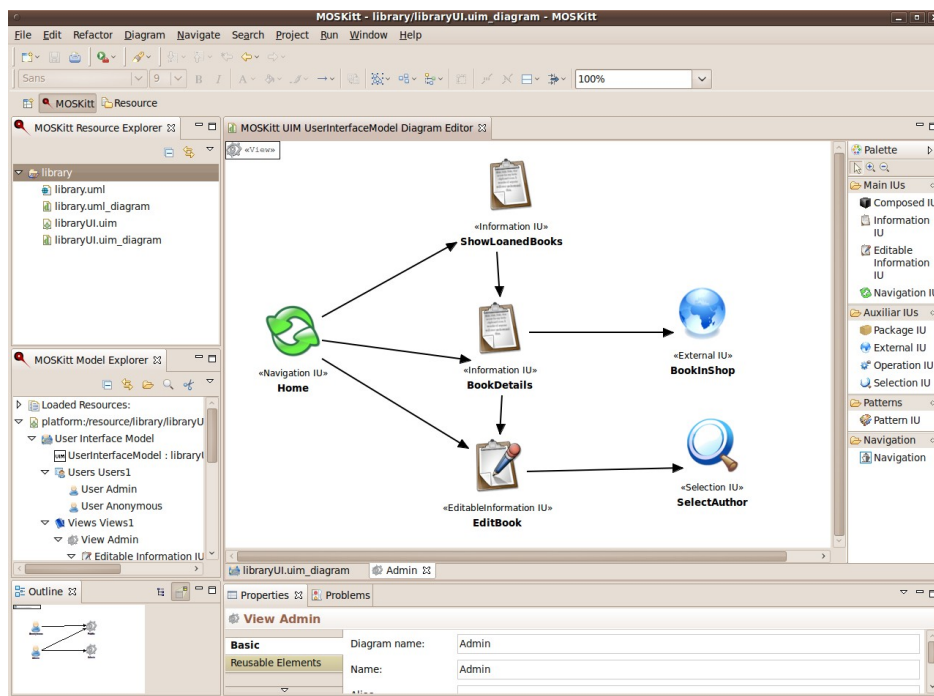 MOSKitt - library/libraryUI.uim_diagram - MOSKitt
File Edit Refactor Diagram Navigate Search Project Run Window Help
Sans 9 B I A 100%
MOSKitt Resource
MOSKitt Resource Explorer
library
library.uml
library.uml_diagram
libraryUI.uim
libraryUI.uim_diagram
MOSKitt Model Explorer
Loaded Resources:
platform:/resource/library/libraryU
User Interface Model
UserInterfaceModel : library
Users Users1
User Admin
User Anonymous
Views Views1
View Admin
Editable Information IU
Outline
MOSKitt UIM UserInterfaceModel Diagram Editor
«View»
«Information IU»
ShowLoanedBooks
«Navigation IU»
Home
«Information IU»
BookDetails
«External IU»
BookInShop
«EditableInformation IU»
EditBook
«Selection IU»
SelectAuthor
libraryUI.uim_diagram Admin
Palette
Main IUs
Composed IU
Information
IU
Editable
Information
IU
Navigation IU
Auxiliar IUs
Package IU
External IU
Operation IU
Selection IU
Patterns
Pattern IU
Navigation
Navigation
Properties Problems
View Admin
Basic
Reusable Elements
Diagram name: Admin
Name: Admin